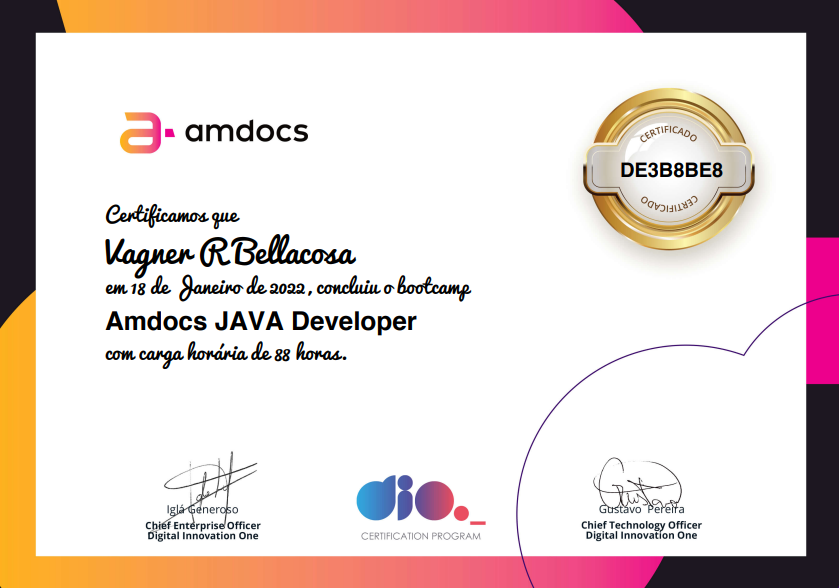 amdocs
CERTIFICADO
DE3B8BE8
CERTIFICADO
Certificamos que
Vagner R Bellacosa
em 18 de Janeiro de 2022, concluiu o bootcamp
Amdocs JAVA Developer
com carga horária de 88 horas.
Iglá Generoso
Chief Enterprise Officer
Digital Innovation One
dio._
CERTIFICATION PROGRAM
Gustavo Pereira
Chief Technology Officer
Digital Innovation One